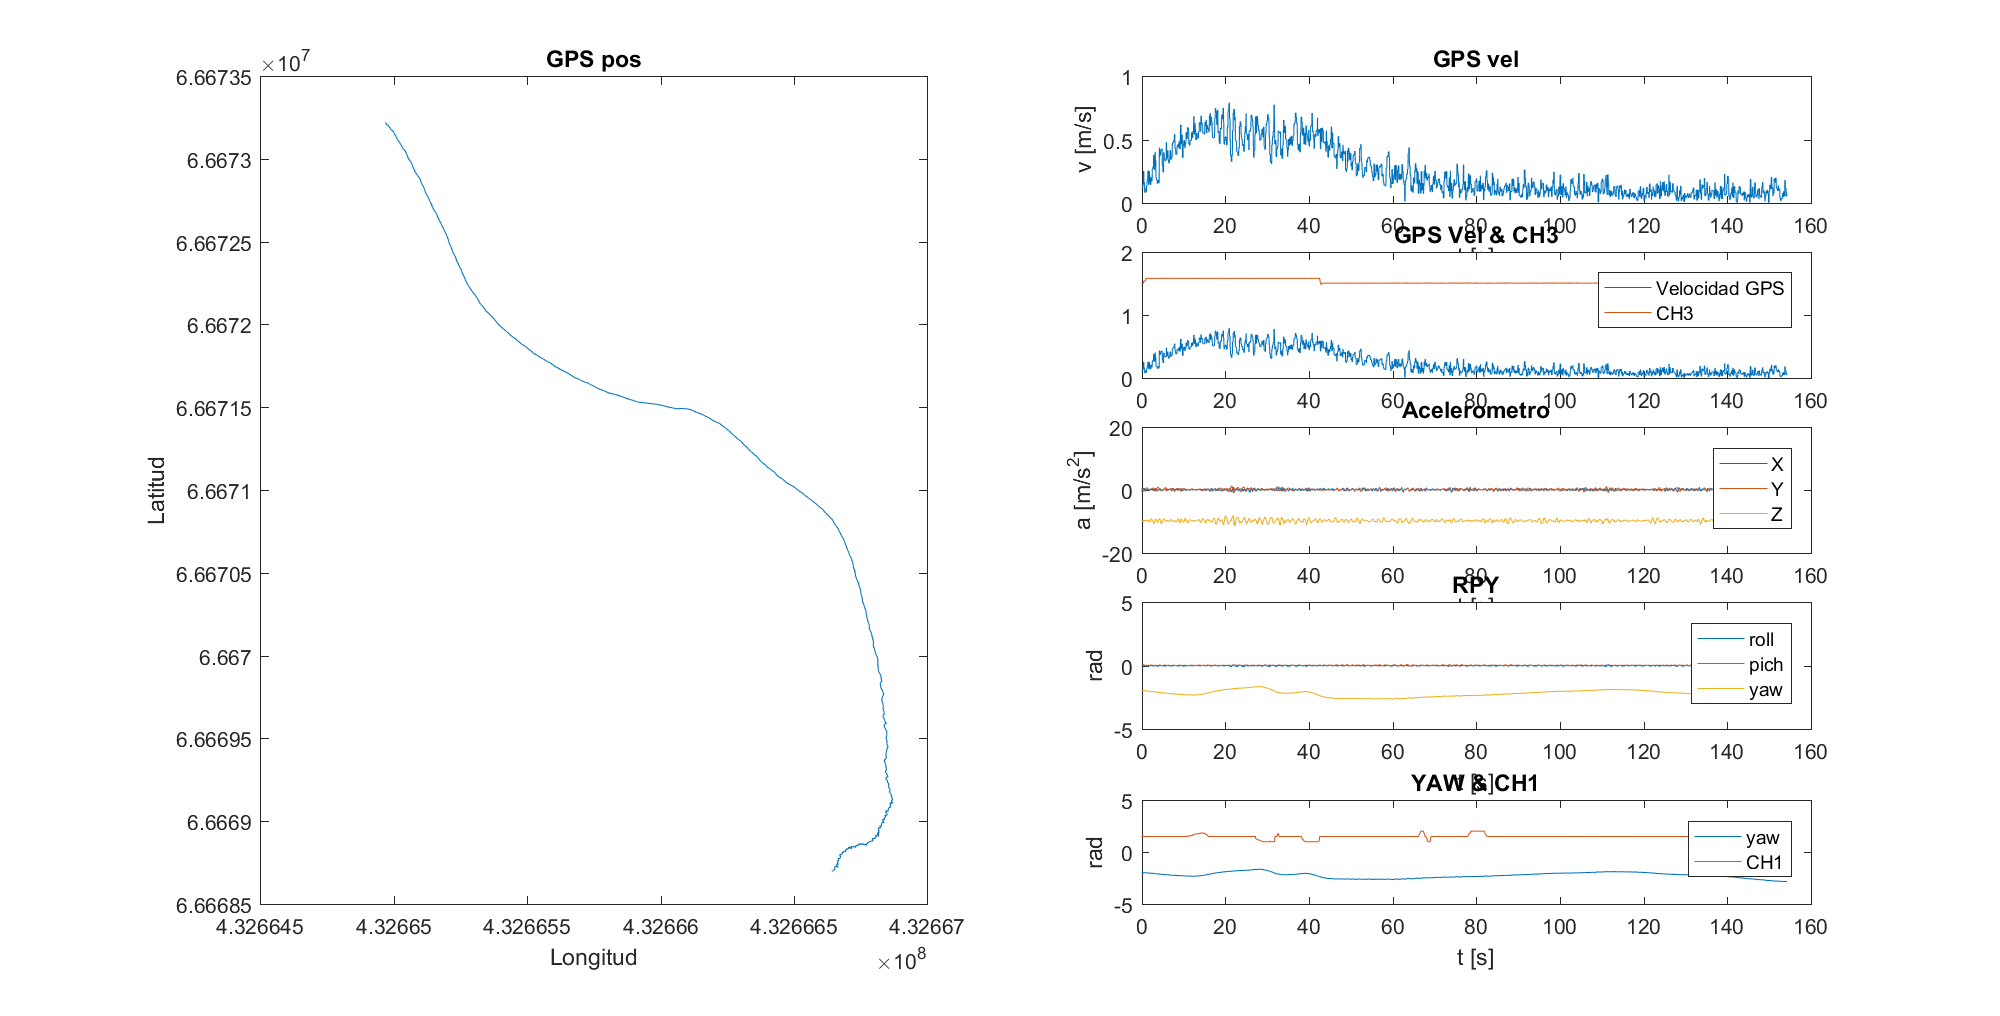 GPS pos
×10^7
6.66735
6.6673
6.66725
6.6672
6.66715
6.6671
6.66705
6.667
6.66695
6.6669
6.66685
Latitud
4.326645 4.32665 4.326655 4.32666 4.326665 4.32667
Longitud
×10^8
GPS vel
1
0.5
0
v [m/s]
0 20 40 60 80 100 120 140 160
t [s]
GPS Vel & CH3
2
1
0
Velocidad GPS
CH3
0 20 40 60 80 100 120 140 160
Acelerometro
20
0
-20
a [m/s^2]
X
Y
Z
0 20 40 60 80 100 120 140 160
t [s]
RPY
5
0
-5
rad
roll
pich
yaw
0 20 40 60 80 100 120 140 160
t [s]
YAW & CH1
5
0
-5
rad
yaw
CH1
0 20 40 60 80 100 120 140 160
t [s]